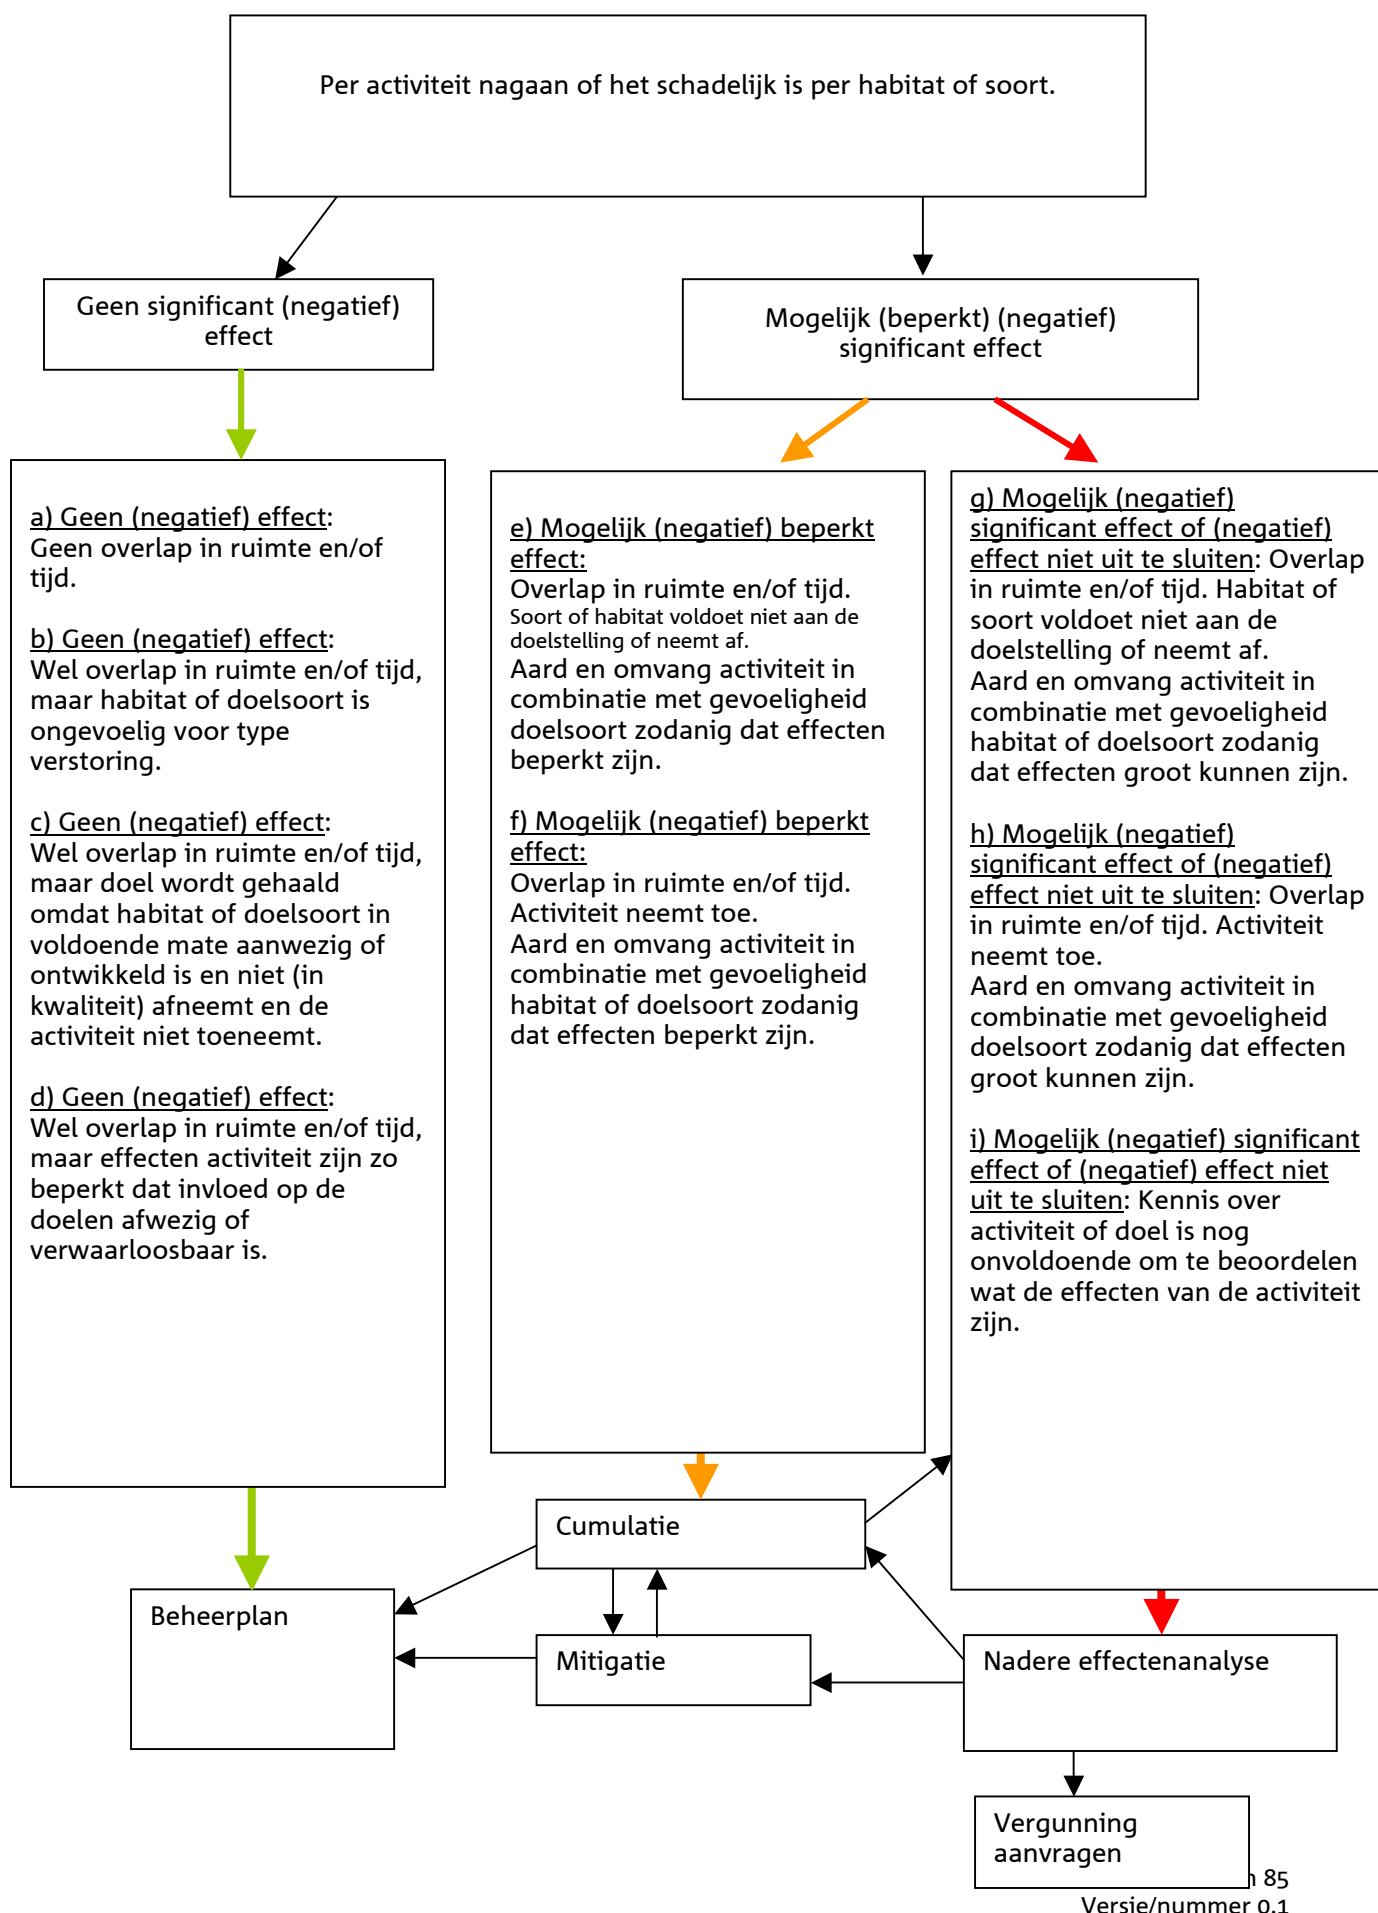 Per activiteit nagaan of het schadelijk is per habitat of soort.
Geen significant (negatief)
effect
Mogelijk (beperkt) (negatief)
significant effect
a) Geen (negatief) effect:
Geen overlap in ruimte en/of
tijd.
b) Geen (negatief) effect:
Wel overlap in ruimte en/of tijd,
maar habitat of doelsoort is
ongevoelig voor type
verstoring.
c) Geen (negatief) effect:
Wel overlap in ruimte en/of tijd,
maar doel wordt gehaald
omdat habitat of doelsoort in
voldoende mate aanwezig of
ontwikkeld is en niet (in
kwaliteit) afneemt en de
activiteit niet toeneemt.
d) Geen (negatief) effect:
Wel overlap in ruimte en/of tijd,
maar effecten activiteit zijn zo
beperkt dat invloed op de
doelen afwezig of
verwaarloosbaar is.
e) Mogelijk (negatief) beperkt
effect:
Overlap in ruimte en/of tijd.
Soort of habitat voldoet niet aan de
doelstelling of neemt af.
Aard en omvang activiteit in
combinatie met gevoeligheid
doelsoort zodanig dat effecten
beperkt zijn.
f) Mogelijk (negatief) beperkt
effect:
Overlap in ruimte en/of tijd.
Activiteit neemt toe.
Aard en omvang activiteit in
combinatie met gevoeligheid
habitat of doelsoort zodanig
dat effecten beperkt zijn.
g) Mogelijk (negatief)
significant effect of (negatief)
effect niet uit te sluiten: Overlap
in ruimte en/of tijd. Habitat of
soort voldoet niet aan de
doelstelling of neemt af.
Aard en omvang activiteit in
combinatie met gevoeligheid
habitat of doelsoort zodanig
dat effecten groot kunnen zijn.
h) Mogelijk (negatief)
significant effect of (negatief)
effect niet uit te sluiten: Overlap
in ruimte en/of tijd. Activiteit
neemt toe.
Aard en omvang activiteit in
combinatie met gevoeligheid
doelsoort zodanig dat effecten
groot kunnen zijn.
i) Mogelijk (negatief) significant
effect of (negatief) effect niet
uit te sluiten: Kennis over
activiteit of doel is nog
onvoldoende om te beoordelen
wat de effecten van de activiteit
zijn.
Cumulatie
Beheerplan
Mitigatie
Nadere effectenanalyse
Vergunning
aanvragen
85
Versie/nummer 0.1